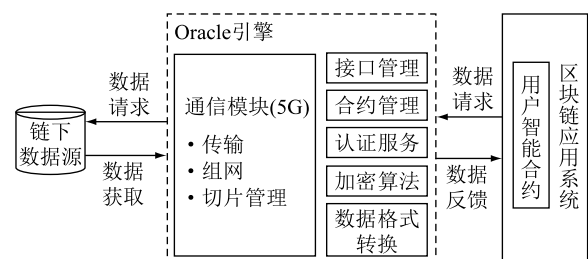 Oracle引擎
数据
请求
链下
数据源
数据
获取
通信模块(5G)
·传输
·组网
·切片管理
接口管理
合约管理
认证服务
加密算法
数据格式
转换
数据
请求
数据
反馈
用户智能合约
区块链应用系统